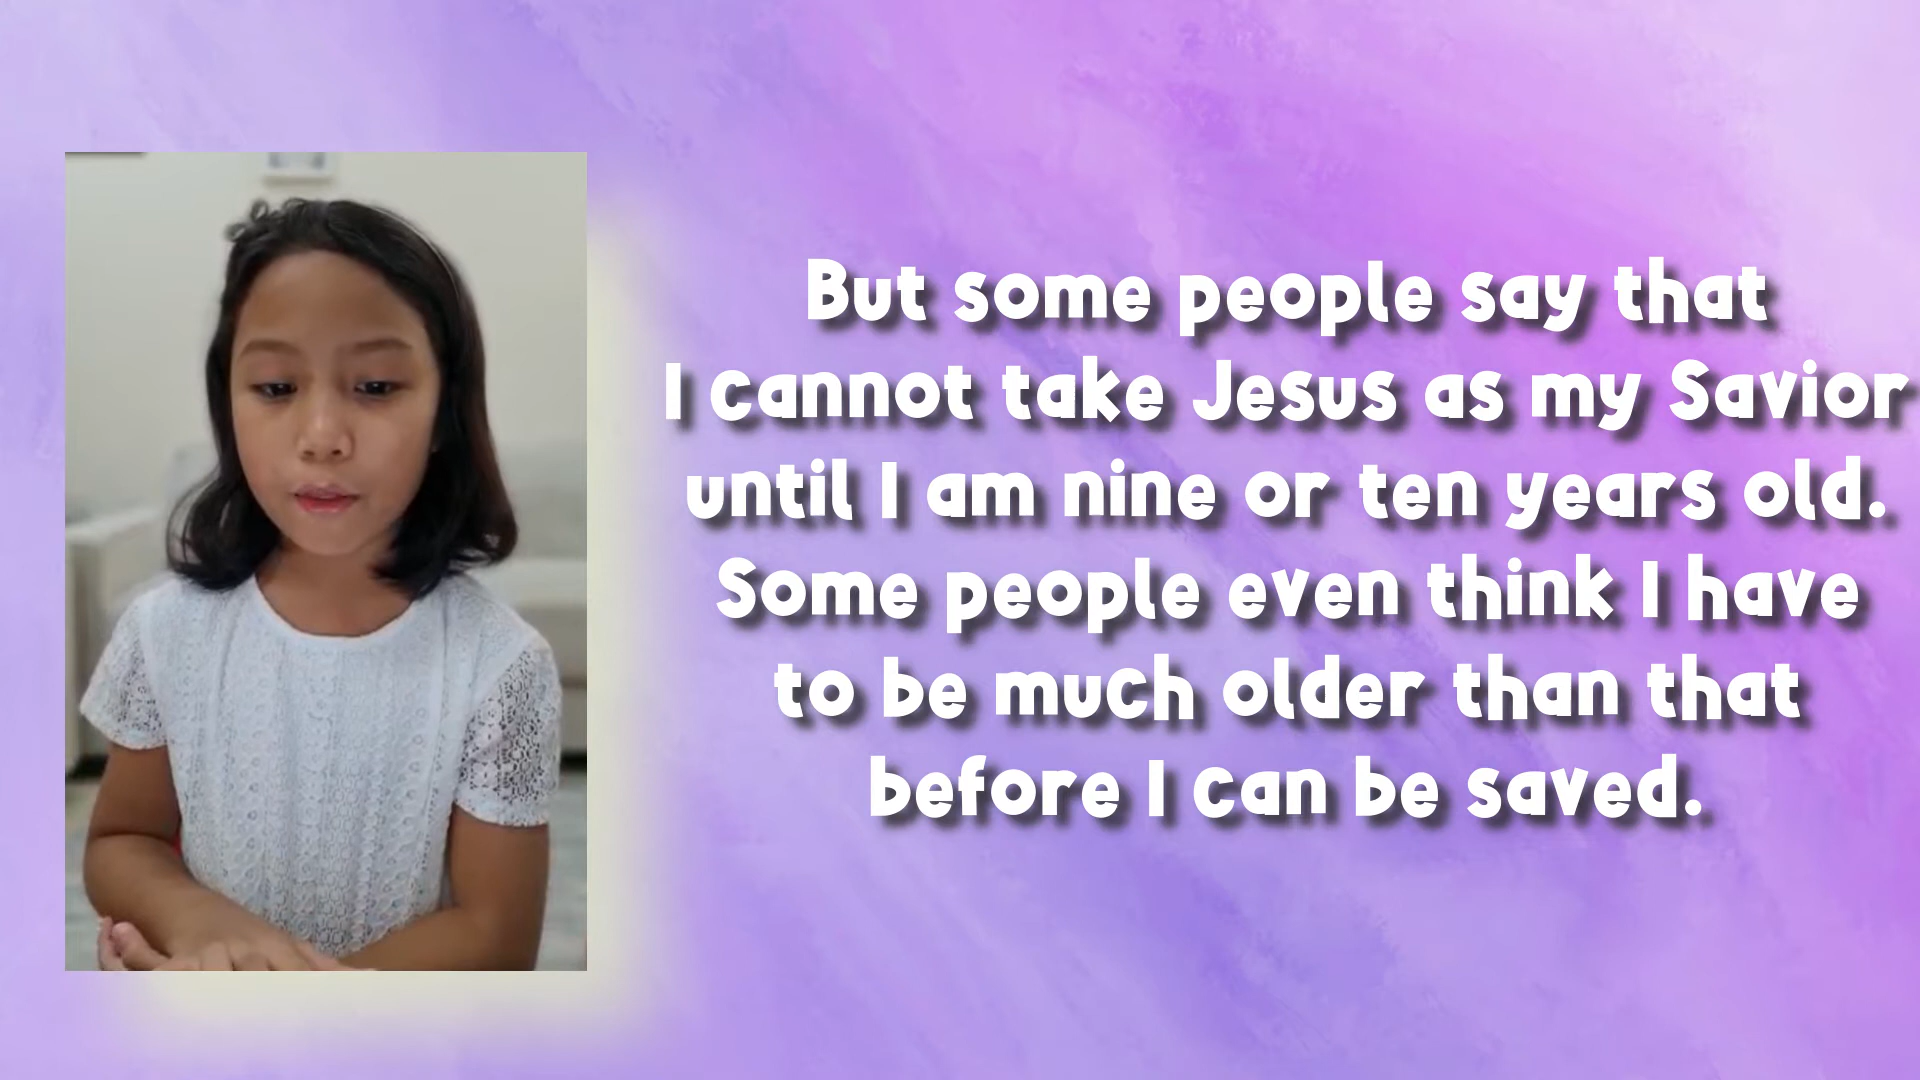 But some people say that
I cannot take Jesus as my Savior
until I am nine or ten years old.
Some people even think I have
to be much older than that
before I can be saved.